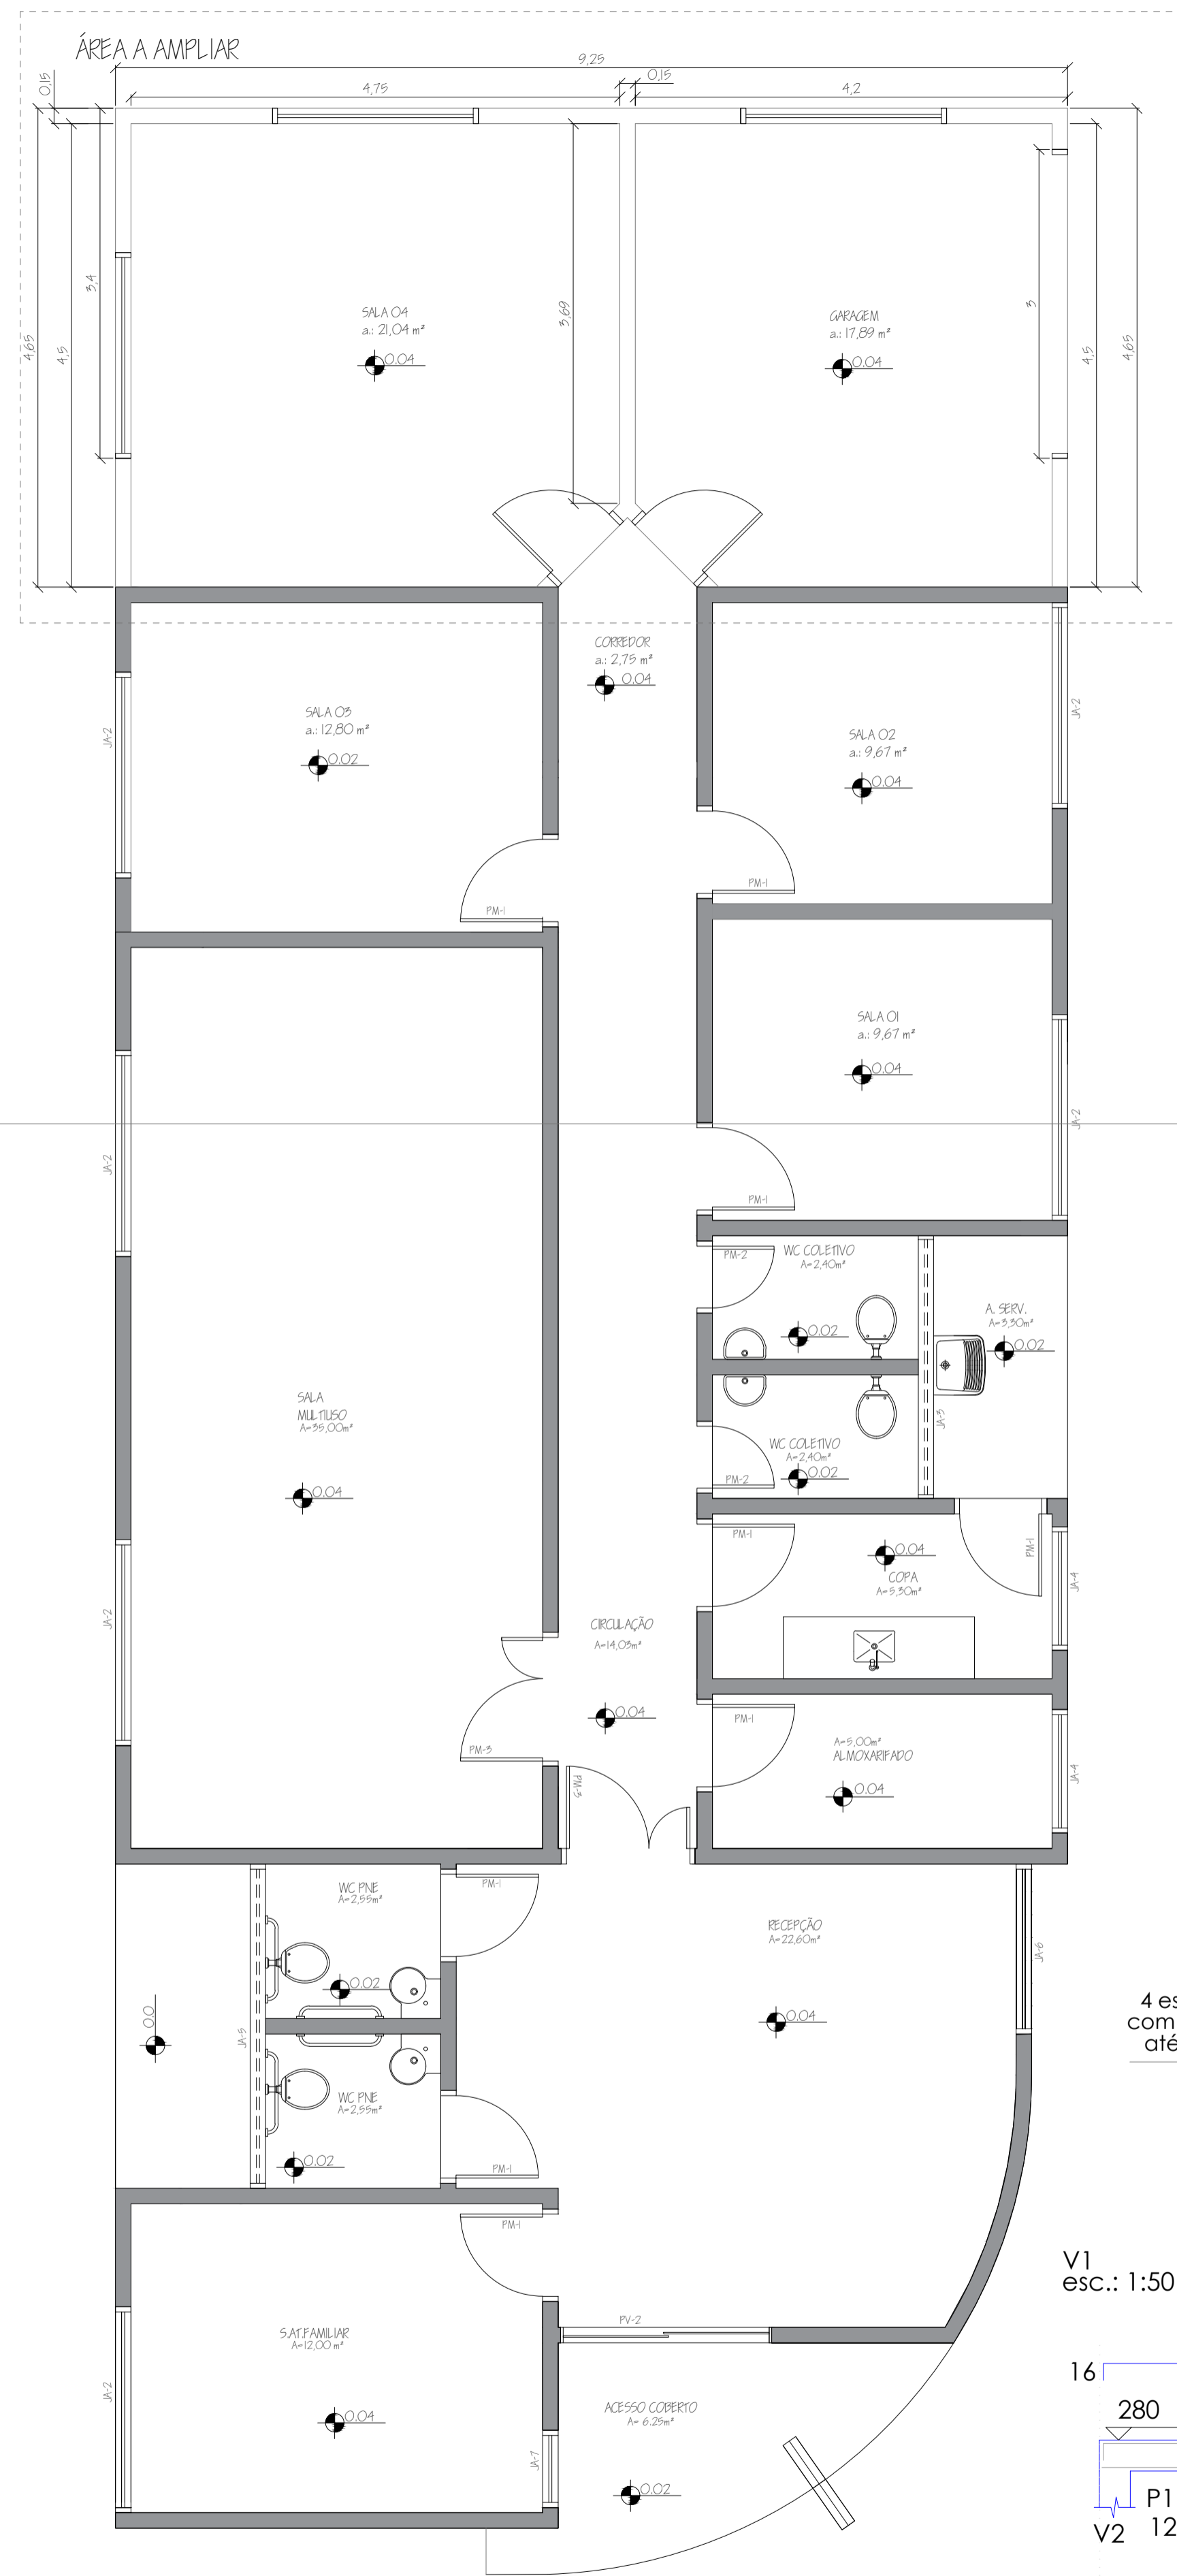 ÁREA A AMPLIAR
9,25
0,15
0,15
4,75
4,2
3,4
4,65
4,5
3,69
3
4,5
4,65
SALA 04
a.: 21,04 m²
0.04
GARAGEM
a.: 17,89 m²
0.04
CORREDOR
a.: 2,75 m²
0.04
SALA 03
a.: 12,80 m²
0.02
JA-2
PM-1
SALA 02
a.: 9,67 m²
0.04
JA-2
PM-1
SALA 01
a.: 9,67 m²
0.04
JA-2
PM-1
JA-2
SALA
MULTIUSO
A=35,00m²
0.04
JA-2
PM-3
PM-2
WC COLETIVO
A=2,40m²
0.02
A. SERV.
A=3,30m²
0.02
JA-3
WC COLETIVO
A=2,40m²
0.02
PM-2
PM-1
0.04
COPA
A=5,30m²
PM-1
JA-4
CIRCULAÇÃO
A=14,03m²
0.04
PM-3
PM-1
A=5,00m²
ALMOXARIFADO
0.04
JA-4
WC PNE
A=2,55m²
0.02
PM-1
0.0
JA-5
WC PNE
A=2,55m²
0.02
PM-1
RECEPÇÃO
A=22,60m²
0.04
JA-6
4 es
com
até
PM-1
S.AT.FAMILIAR
A=12,00 m²
0.04
JA-2
JA-7
PV-2
ACESSO COBERTO
A= 6.25m²
0.02
V1
esc.: 1:50
16
280
P1
12
V2